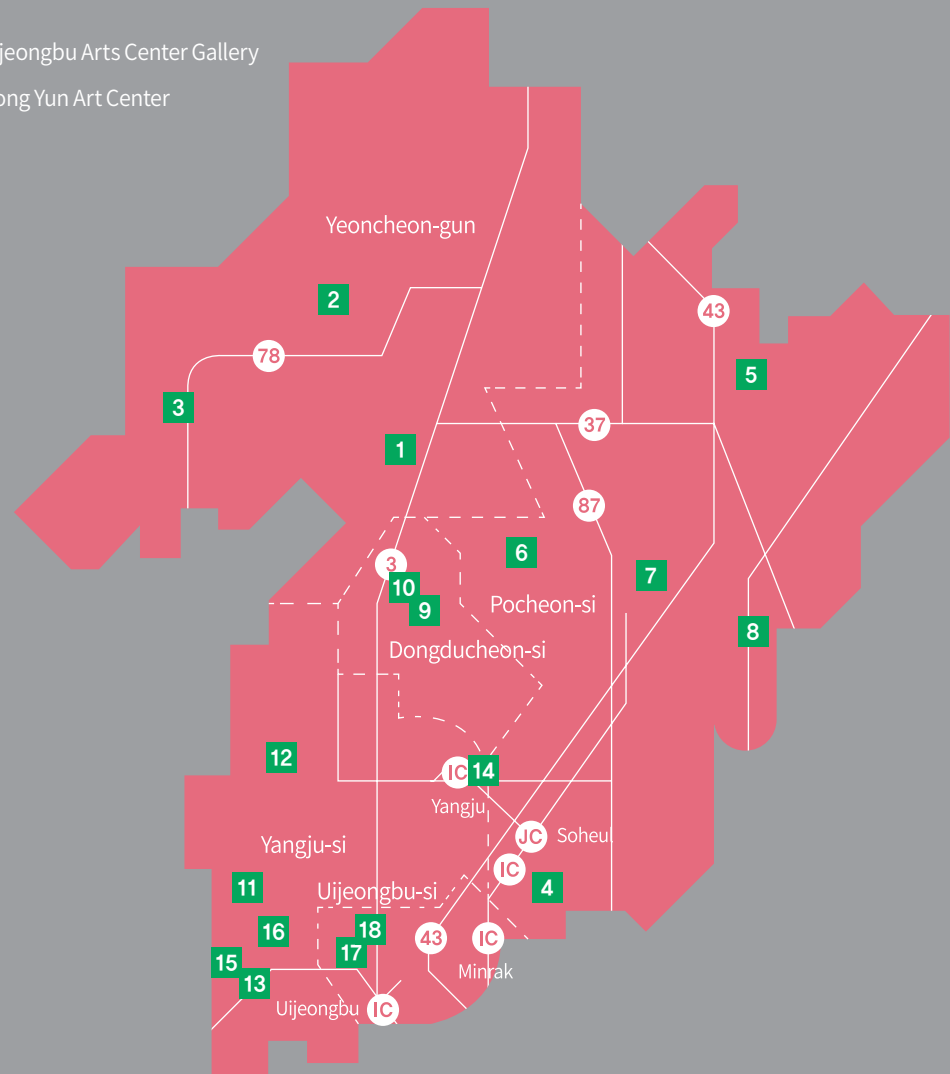 jeongbu Arts Center Gallery
ong Yun Art Center
Yeoncheon-gun
2
43
78
5
3
37
1
87
6
3
7
10
Pocheon-si
9
8
Dongducheon-si
12
IC
14
Yangju
JC
Soheul
Yangju-si
IC
11
4
Uijeongbu-si
16
18
43
IC
17
15
Minrak
13
Uijeongbu
IC